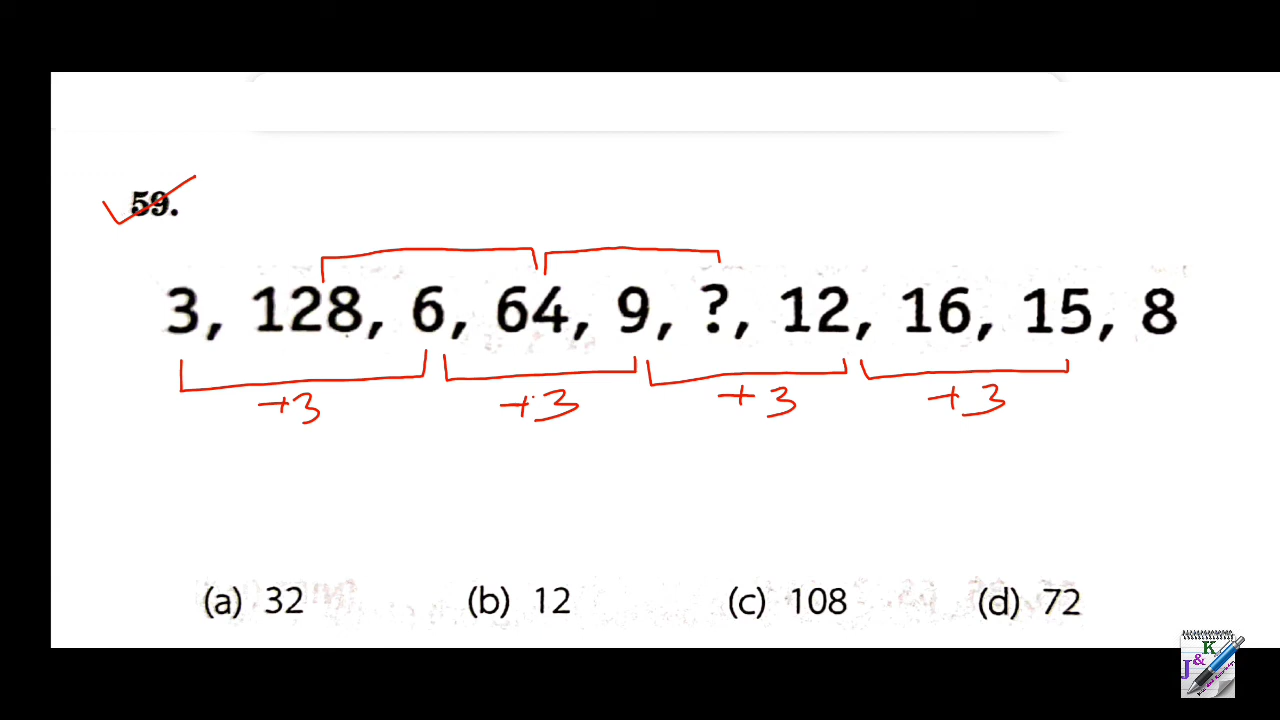 59.
3, 128, 6, 64, 9, ?, 12, 16, 15, 8
+3 +3 +3 +3
(a) 32 (b) 12 (c) 108 (d) 72
J & K